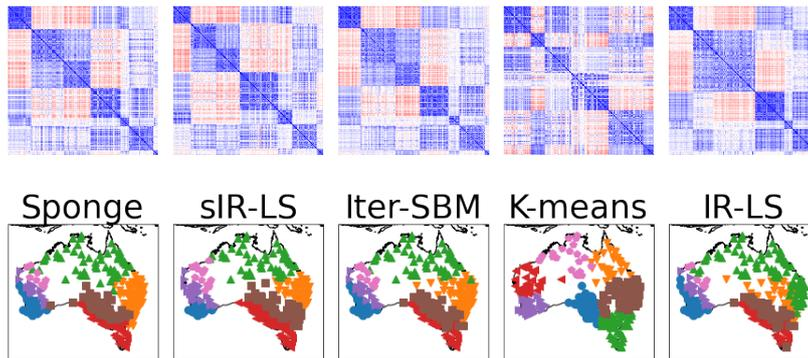 Sponge
sIR-LS
Iter-SBM
K-means
IR-LS